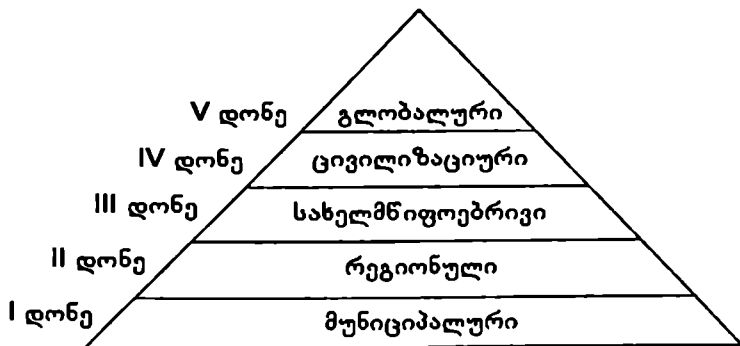 V დონე გლობალური
IV დონე ცივილიზაციური
III დონე სახელმწიფოებრივი
II დონე რეგიონული
I დონე მუნიციპალური